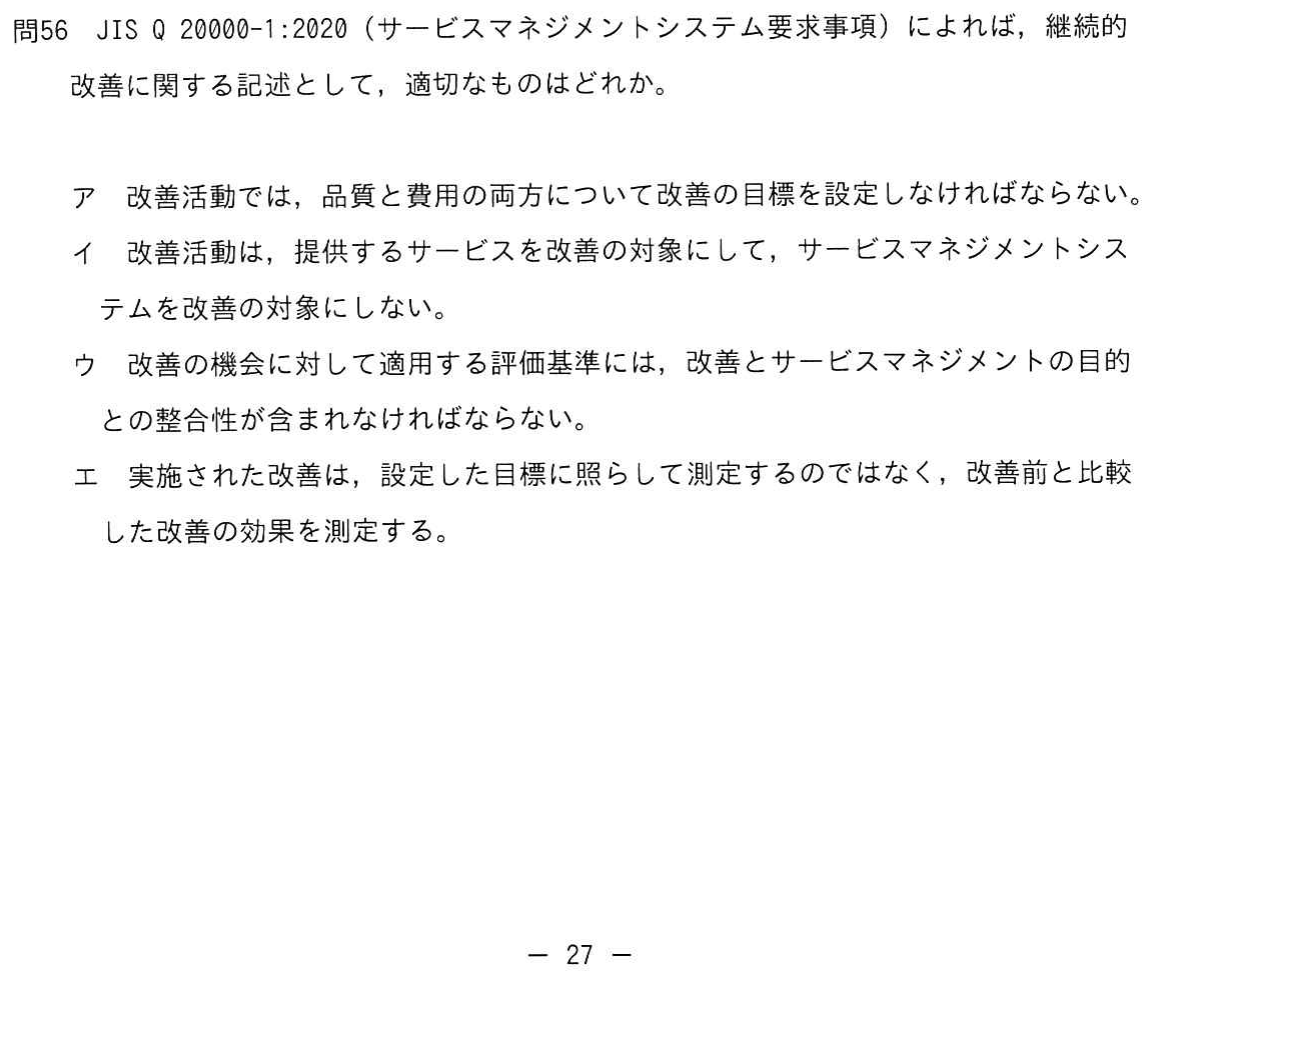 問56　JIS Q 20000-1:2020（サービスマネジメントシステム要求事項）によれば，継続的
改善に関する記述として，適切なものはどれか。
ア　改善活動では，品質と費用の両方について改善の目標を設定しなければならない。
イ　改善活動は，提供するサービスを改善の対象にして，サービスマネジメントシス
テムを改善の対象にしない。
ウ　改善の機会に対して適用する評価基準には，改善とサービスマネジメントの目的
との整合性が含まれなければならない。
エ　実施された改善は，設定した目標に照らして測定するのではなく，改善前と比較
した改善の効果を測定する。
－ 27 －